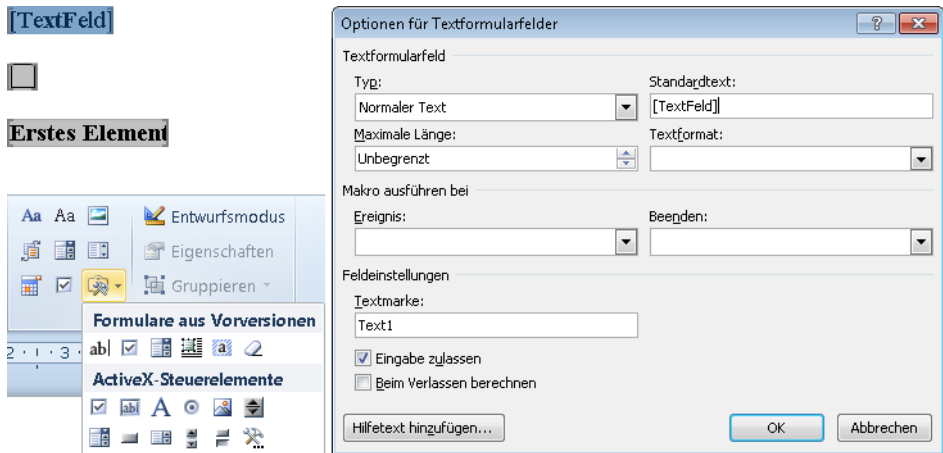 [TextFeld]
Erstes Element
Aa Aa Entwurfsmodus
Eigenschaften
Gruppieren
Formulare aus Vorversionen
ab|
a
2 · 1 · 3 ·
ActiveX-Steuerelemente
ab| A
Optionen für Textformularfelder
Textformularfeld
Typ: Standardtext:
Normaler Text [TextFeld]
Maximale Länge: Textformat:
Unbegrenzt
Makro ausführen bei
Ereignis: Beenden:
Feldeinstellungen
Textmarke:
Text1
Eingabe zulassen
Beim Verlassen berechnen
Hilfetext hinzufügen... OK Abbrechen